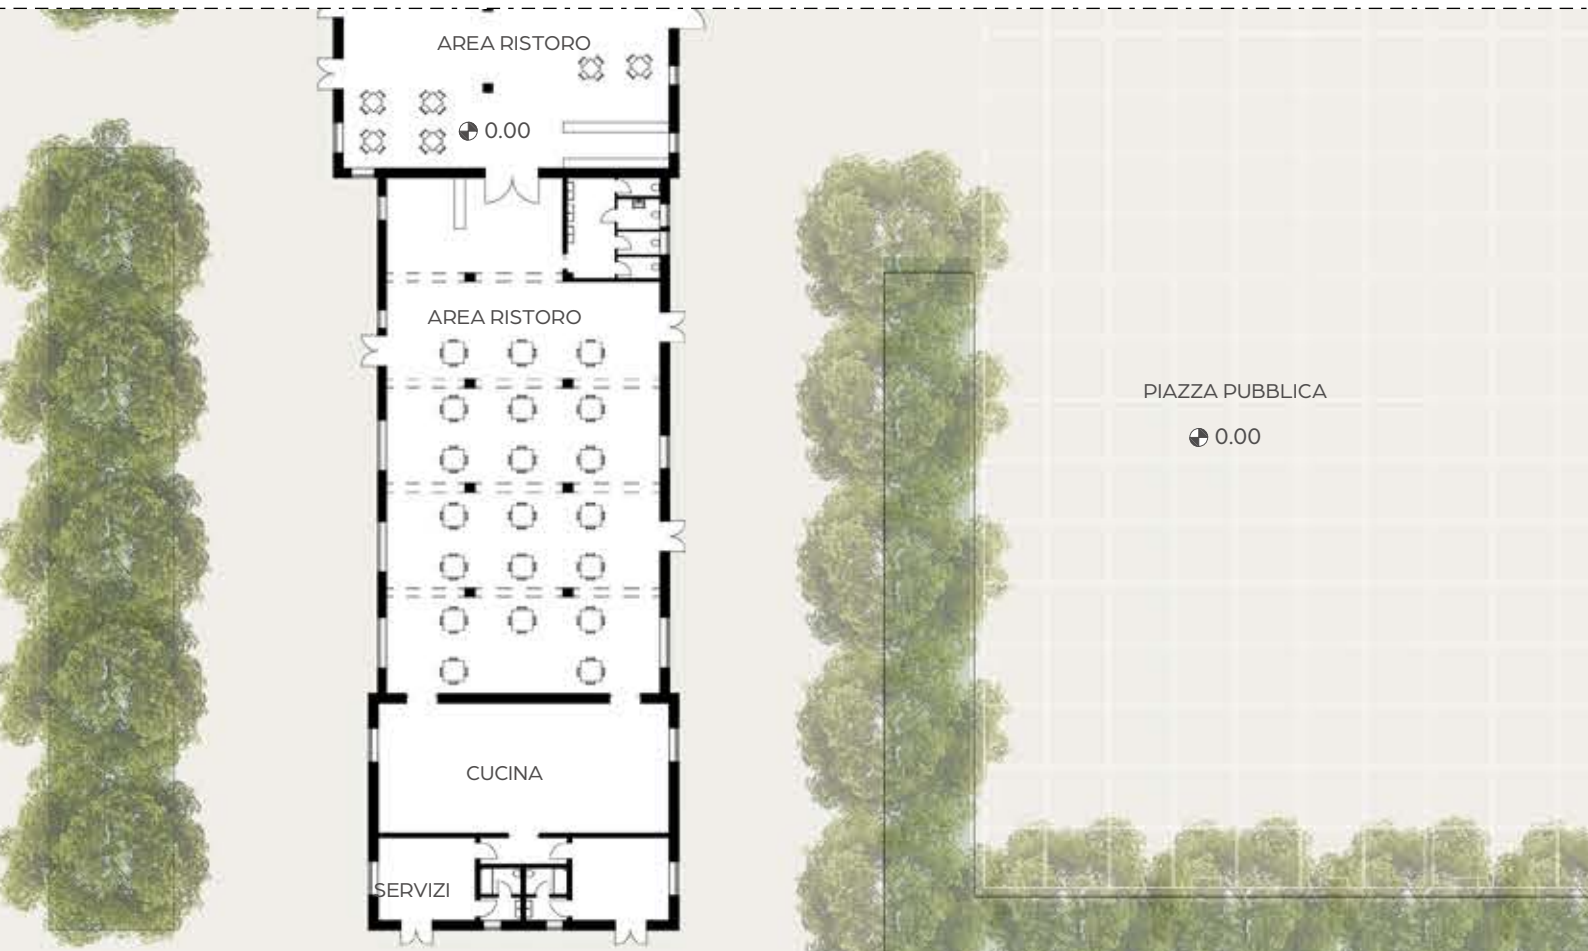 AREA RISTORO
0.00
AREA RISTORO
PIAZZA PUBBLICA
0.00
CUCINA
SERVIZI